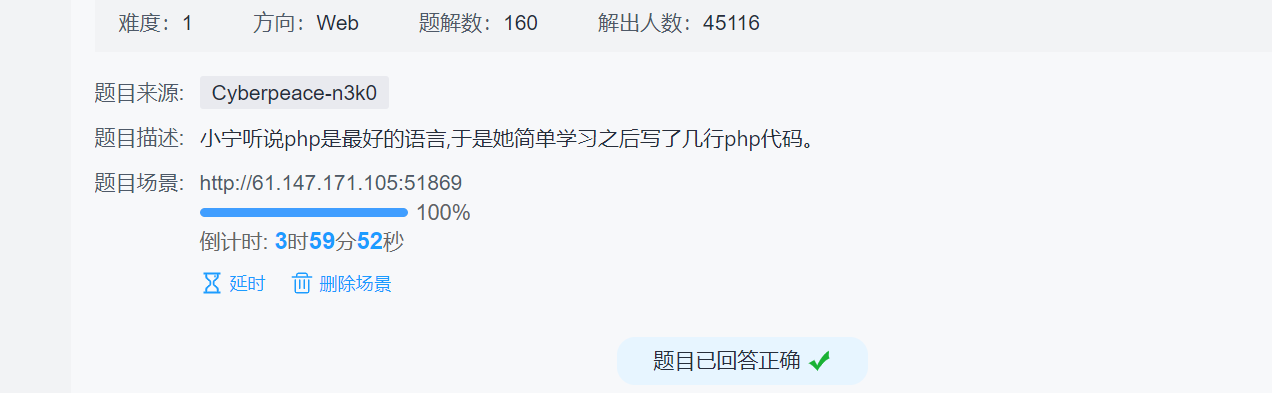 难度：1 方向：Web 题解数：160 解出人数：45116
题目来源: Cyberpeace-n3k0
题目描述: 小宁听说php是最好的语言,于是她简单学习之后写了几行php代码。
题目场景: http://61.147.171.105:51869
100%
倒计时: 3时59分52秒
延时 删除场景
题目已回答正确